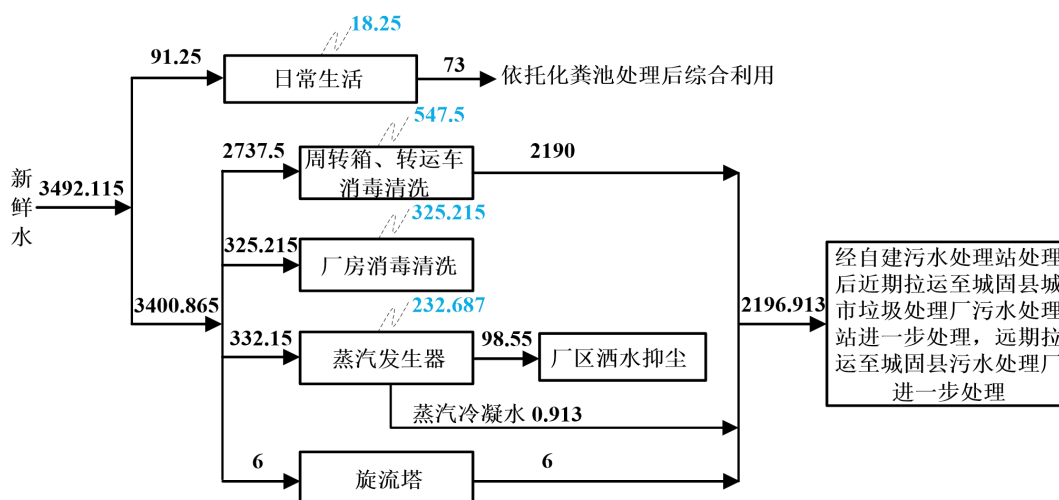 18.25
91.25
日常生活
73
依托化粪池处理后综合利用
547.5
2737.5
周转箱、转运车
消毒清洗
2190
新鲜水
3492.115
325.215
325.215
厂房消毒清洗
3400.865
232.687
332.15
蒸汽发生器
98.55
厂区洒水抑尘
蒸汽冷凝水 0.913
6
旋流塔
6
2196.913
经自建污水处理站处理
后近期拉运至城固县城
市垃圾处理厂污水处理
站进一步处理，远期拉
运至城固县污水处理厂
进一步处理